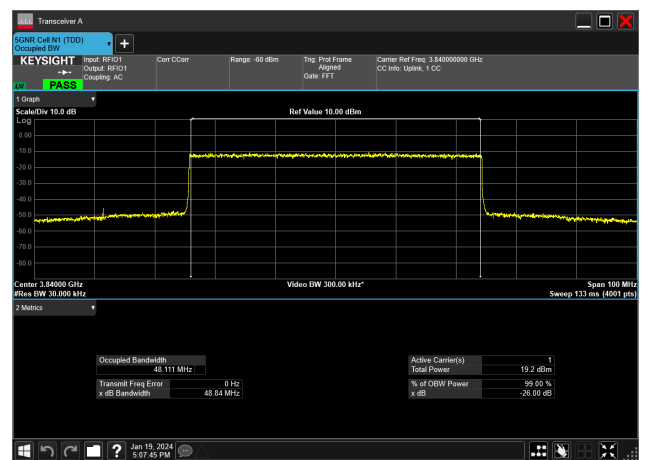 Transceiver A
5GNR Cell N1 (TDD)
Occupied BW
KEYSIGHT
LV
PASS
Input: RFIO1
Output: RFIO1
Coupling: AC
Corr CCorr
Range: -60 dBm
Trig: Prot Frame
Aligned
Gate: FFT
Carrier Ref Freq: 3.840000000 GHz
CC Info: Uplink, 1 CC
1 Graph
Scale/Div 10.0 dB
Ref Value 10.00 dBm
Log
0.00
-10.0
-20.0
-30.0
-40.0
-50.0
-60.0
-70.0
-80.0
Center 3.84000 GHz
Video BW 300.00 kHz*
Span 100 MHz
#Res BW 30.000 kHz
Sweep 133 ms (4001 pts)
2 Metrics
Occupied Bandwidth
48.111 MHz
Transmit Freq Error 0 Hz
x dB Bandwidth 48.84 MHz
Active Carrier(s) 1
Total Power 19.2 dBm
% of OBW Power 99.00 %
x dB -26.00 dB
?
Jan 19, 2024
5:07:45 PM